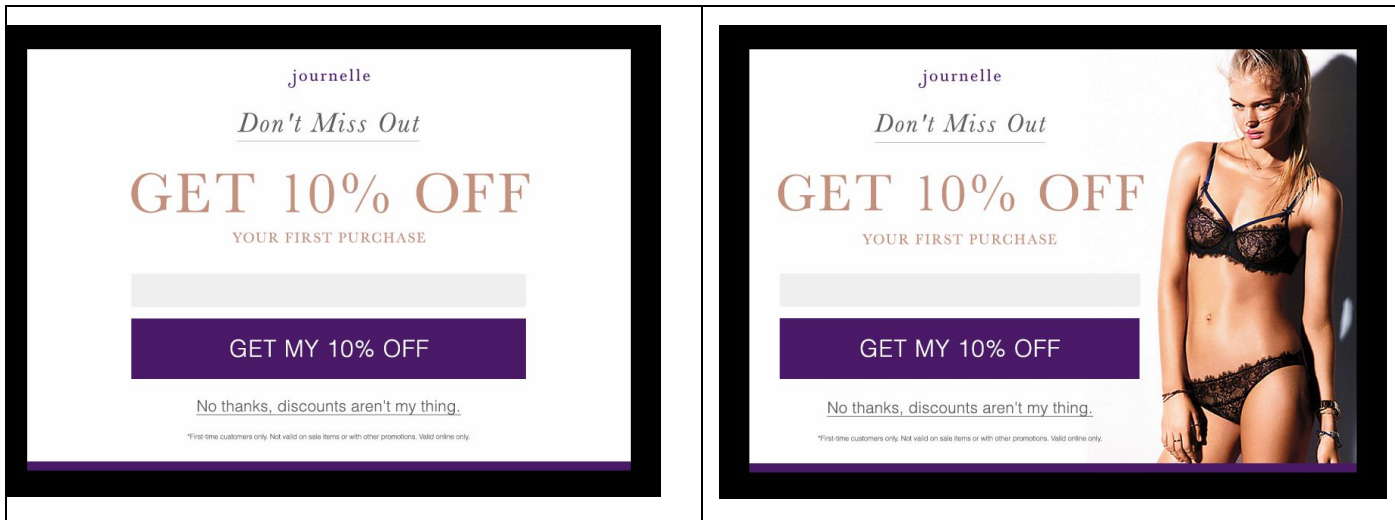 journelle
Don't Miss Out
GET 10% OFF
YOUR FIRST PURCHASE
GET MY 10% OFF
No thanks, discounts aren't my thing.
*First-time customers only. Not valid on sale items or with other promotions. Valid online only.
journelle
Don't Miss Out
GET 10% OFF
YOUR FIRST PURCHASE
GET MY 10% OFF
No thanks, discounts aren't my thing.
*First-time customers only. Not valid on sale items or with other promotions. Valid online only.